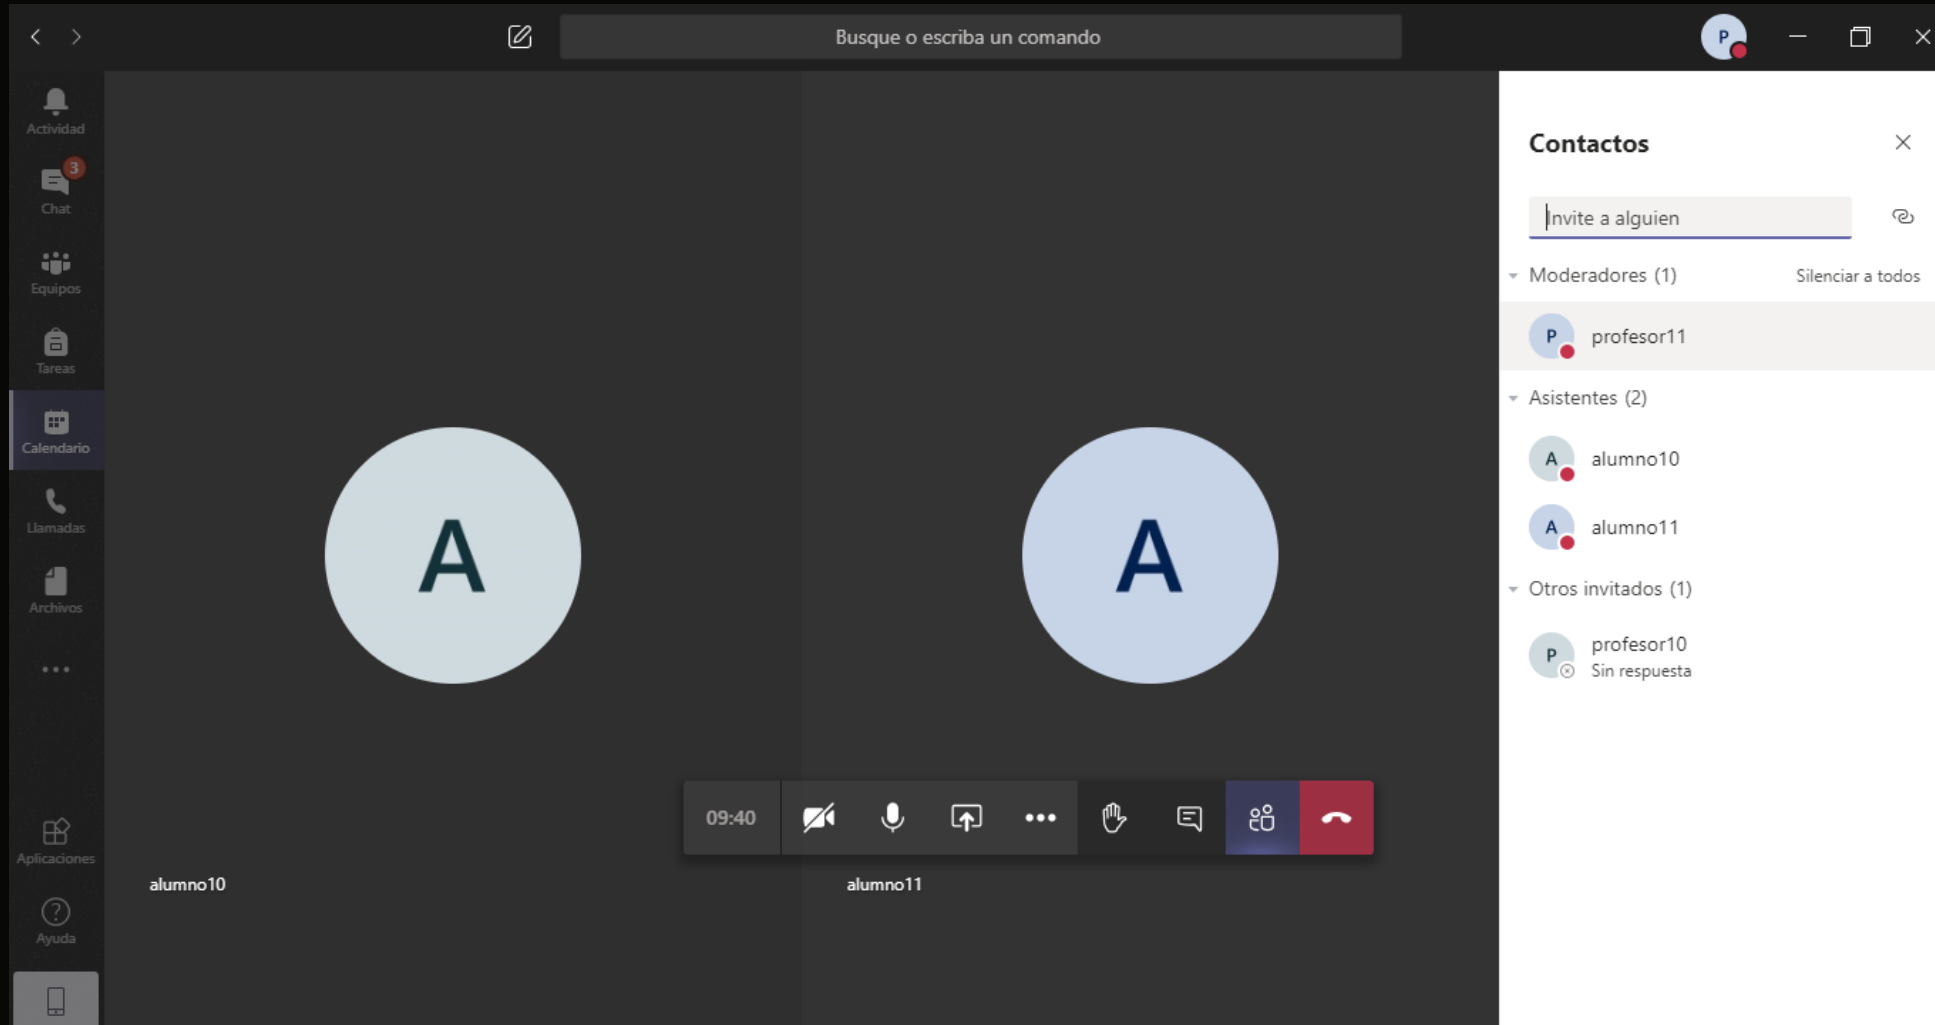 Busque o escriba un comando
P
Actividad
3
Chat
Equipos
Tareas
Calendario
Llamadas
Archivos
Aplicaciones
Ayuda
A
alumno10
A
alumno11
09:40
Contactos
Invite a alguien
Moderadores (1) Silenciar a todos
P profesor11
Asistentes (2)
A alumno10
A alumno11
Otros invitados (1)
P profesor10
Sin respuesta